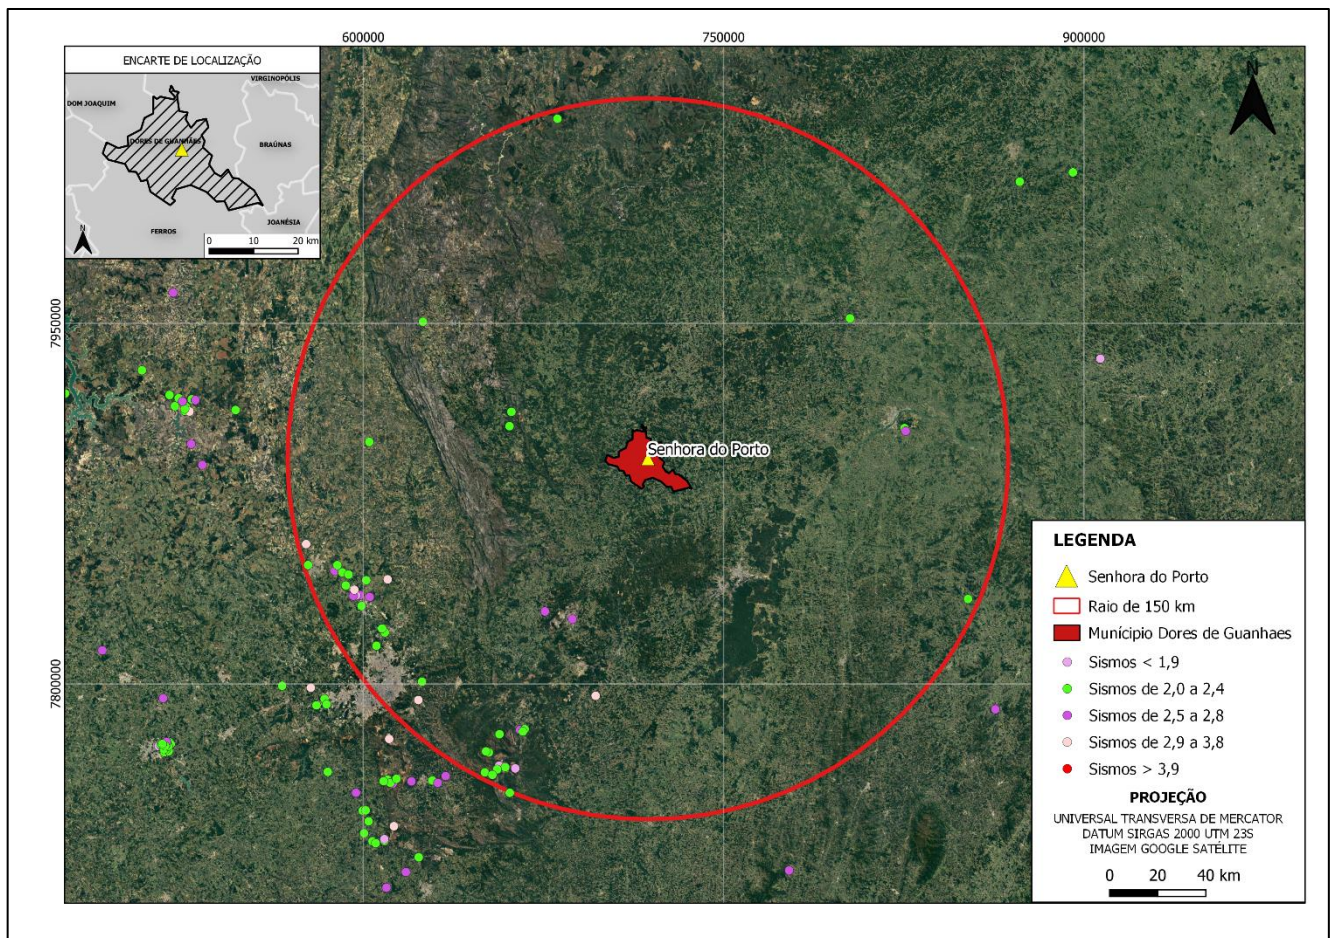 600000
750000
900000
ENCARTE DE LOCALIZAÇÃO
VIRGINOPÓLIS
DOM JOAQUIM
DORES DE GUANHÃES
BRAÚNAS
JOANÉSIA
FERROS
N
0 10 20 km
N
7950000
7800000
Senhora do Porto
LEGENDA
Senhora do Porto
Raio de 150 km
Munícipio Dores de Guanhaes
Sismos < 1,9
Sismos de 2,0 a 2,4
Sismos de 2,5 a 2,8
Sismos de 2,9 a 3,8
Sismos > 3,9
PROJEÇÃO
UNIVERSAL TRANSVERSA DE MERCATOR
DATUM SIRGAS 2000 UTM 23S
IMAGEM GOOGLE SATÉLITE
0 20 40 km